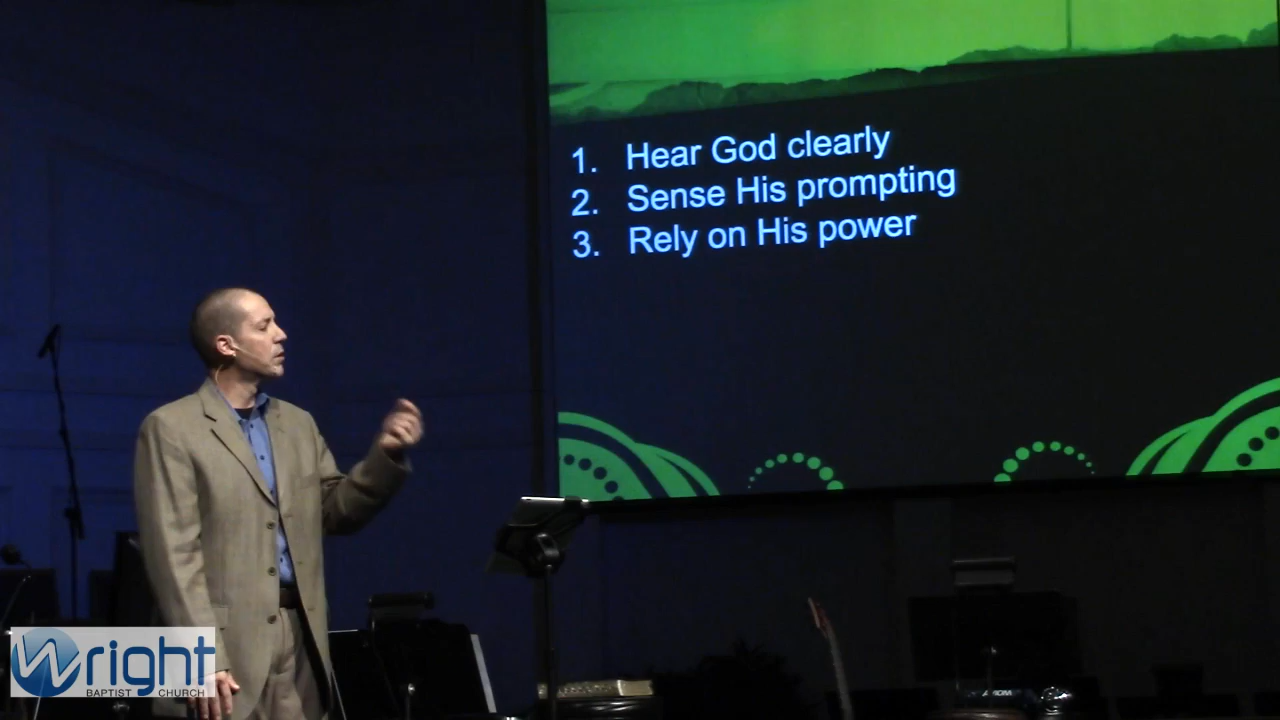 1. Hear God clearly
2. Sense His prompting
3. Rely on His power
Wright
BAPTIST CHURCH